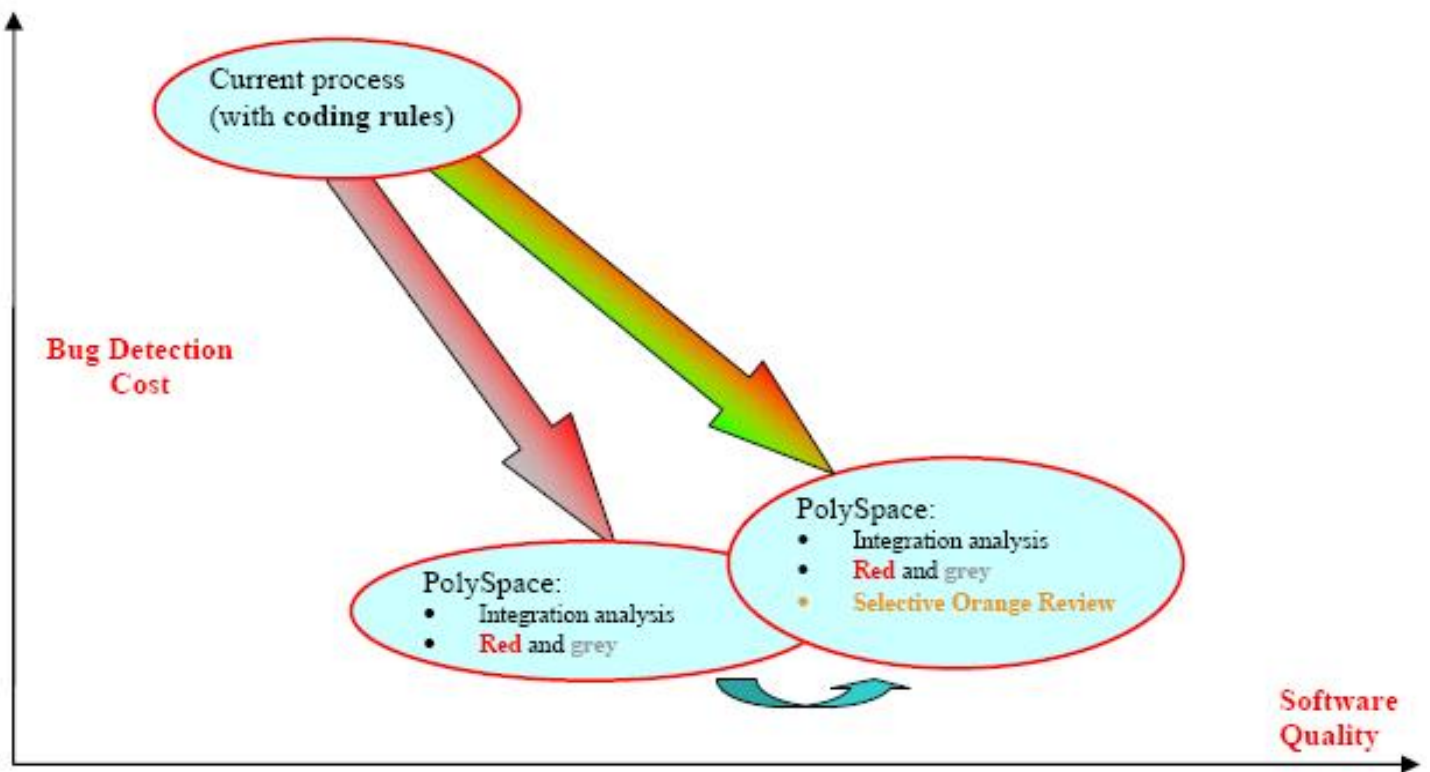 Current process
(with coding rules)
Bug Detection
Cost
PolySpace:
• Integration analysis
• Red and grey
PolySpace:
• Integration analysis
• Red and grey
• Selective Orange Review
Software
Quality